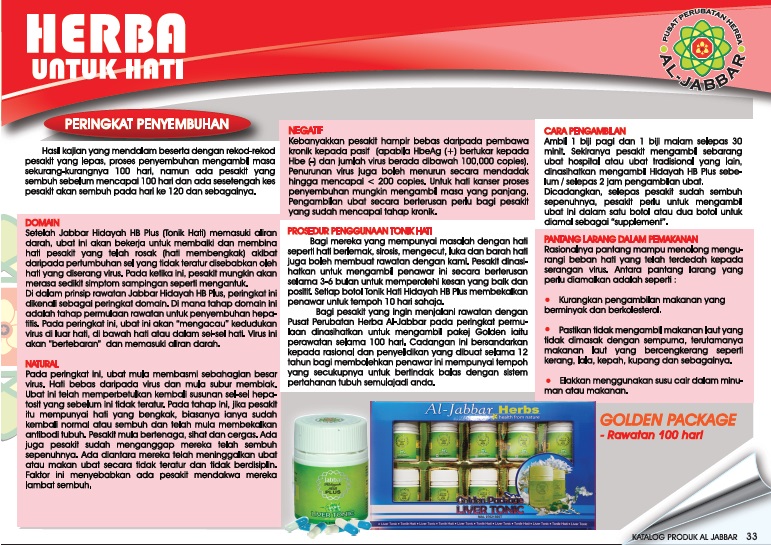 HERBA
UNTUK HATI
PUSAT PERUBATAN HERBA
AL-JABBAR
PERINGKAT PENYEMBUHAN
Hasil kajian yang mendalam beserta dengan rekod-rekod
pesakit yang lepas, proses penyembuhan mengambil masa
sekurang-kurangnya 100 hari, namun ada pesakit yang
sembuh sebelum mencapai 100 hari dan ada sesetengah kes
pesakit akan sembuh pada hari ke 120 dan sebagainya.
DOMAIN
Setelah Jabbar Hidayah HB Plus (Tonik Hati) memasuki aliran
darah, ubat ini akan bekerja untuk membaiki dan membina
hati pesakit yang telah rosak (hati membengkak) akibat
daripada pertumbuhan sel yang tidak teratur disebabkan oleh
hati yang diserang virus. Pada ketika ini, pesakit mungkin akan
merasa sedikit simptom sampingan seperti mengantuk.
Di dalam prinsip rawatan Jabbar Hidayah HB Plus, peringkat ini
dikenali sebagai peringkat domain. Di mana tahap domain ini
adalah tahap permulaan rawatan untuk penyembuhan hepa-
titis. Pada peringkat ini, ubat ini akan "mengacau" kedudukan
virus di luar hati, di bawah hati atau dalam sel-sel hati. Virus ini
akan "bertebaran" dan memasuki aliran darah.
NATURAL
Pada peringkat ini, ubat mula membasmi sebahagian besar
virus. Hati bebas daripada virus dan mula subur membiak.
Ubat ini telah memperbetulkan kembali susunan sel-sel hepa-
tosit yang sebelum ini tidak teratur. Pada tahap ini, jika pesakit
itu mempunyai hati yang bengkak, biasanya ianya sudah
kembali normal atau sembuh dan telah mula membekalkan
antibodi tubuh. Pesakit mula bertenaga, sihat dan cergas. Ada
juga pesakit sudah menganggap mereka telah sembuh
sepenuhnya. Ada diantara mereka telah meninggalkan ubat
atau makan ubat secara tidak teratur dan tidak berdisiplin.
Faktor ini menyebabkan ada pesakit mendakwa mereka
lambat sembuh.
NEGATIF
Kebanyakkan pesakit hampir bebas daripada pembawa
kronik kepada pasif (apabila HbeAg (+) bertukar kepada
Hbe (-) dan jumlah virus berada dibawah 100,000 copies).
Penurunan virus juga boleh menurun secara mendadak
hingga mencapai < 200 copies. Untuk hati kanser proses
penyembuhan mungkin mengambil masa yang panjang.
Pengambilan ubat secara berterusan perlu bagi pesakit
yang sudah mencapai tahap kronik.
PROSEDUR PENGGUNAAN TONIK HATI
Bagi mereka yang mempunyai masalah dengan hati
seperti hati berlemak, sirosis, mengecut, luka dan barah hati
juga boleh membuat rawatan dengan kami. Pesakit dinasi-
hatkan untuk mengambil penawar ini secara berterusan
selama 3-6 bulan untuk memperolehi kesan yang baik dan
positif. Setiap botol Tonik Hati Hidayah HB Plus membekalkan
penawar untuk tempoh 10 hari sahaja.
Bagi pesakit yang ingin menjalani rawatan dengan
Pusat Perubatan Herba Al-Jabbar pada peringkat permu-
laan dinasihatkan untuk mengambil pakej Golden iaitu
perawatan selama 100 hari. Cadangan ini bersandarkan
kepada rasional dan penyelidikan yang dibuat selama 12
tahun bagi membolehkan penawar ini mempunyai tempoh
yang secukupnya untuk bertindak balas dengan sistem
pertahanan tubuh semulajadi anda.
CARA PENGAMBILAN
Ambil 1 biji pagi dan 1 biji malam selepas 30
minit. Sekiranya pesakit mengambil sebarang
ubat hospital atau ubat tradisional yang lain,
dinasihatkan mengambil Hidayah HB Plus sebe-
lum / selepas 2 jam pengambilan ubat.
Dicadangkan, selepas pesakit sudah sembuh
sepenuhnya, pesakit perlu untuk mengambil
ubat ini dalam satu botol atau dua botol untuk
diamal sebagai "supplement".
PANTANG LARANG DALAM PEMAKANAN
Rasionalnya pantang mampu menolong mengu-
rangi beban hati yang telah terdedah kepada
serangan virus. Antara pantang larang yang
perlu diamalkan adalah seperti :
• Kurangkan pengambilan makanan yang
berminyak dan berkolesterol.
• Pastikan tidak mengambil makanan laut yang
tidak dimasak dengan sempurna, terutamanya
makanan laut yang bercengkerang seperti
kerang, lala, kepah, kupang dan sebagainya.
• Elakkan menggunakan susu cair dalam minu-
man atau makanan.
Al-Jabbar Herbs
health from nature
Golden Package
LIVER TONIC
PLUS
LIVER TONIC
GOLDEN PACKAGE
- Rawatan 100 hari
KATALOG PRODUK AL JABBAR 33